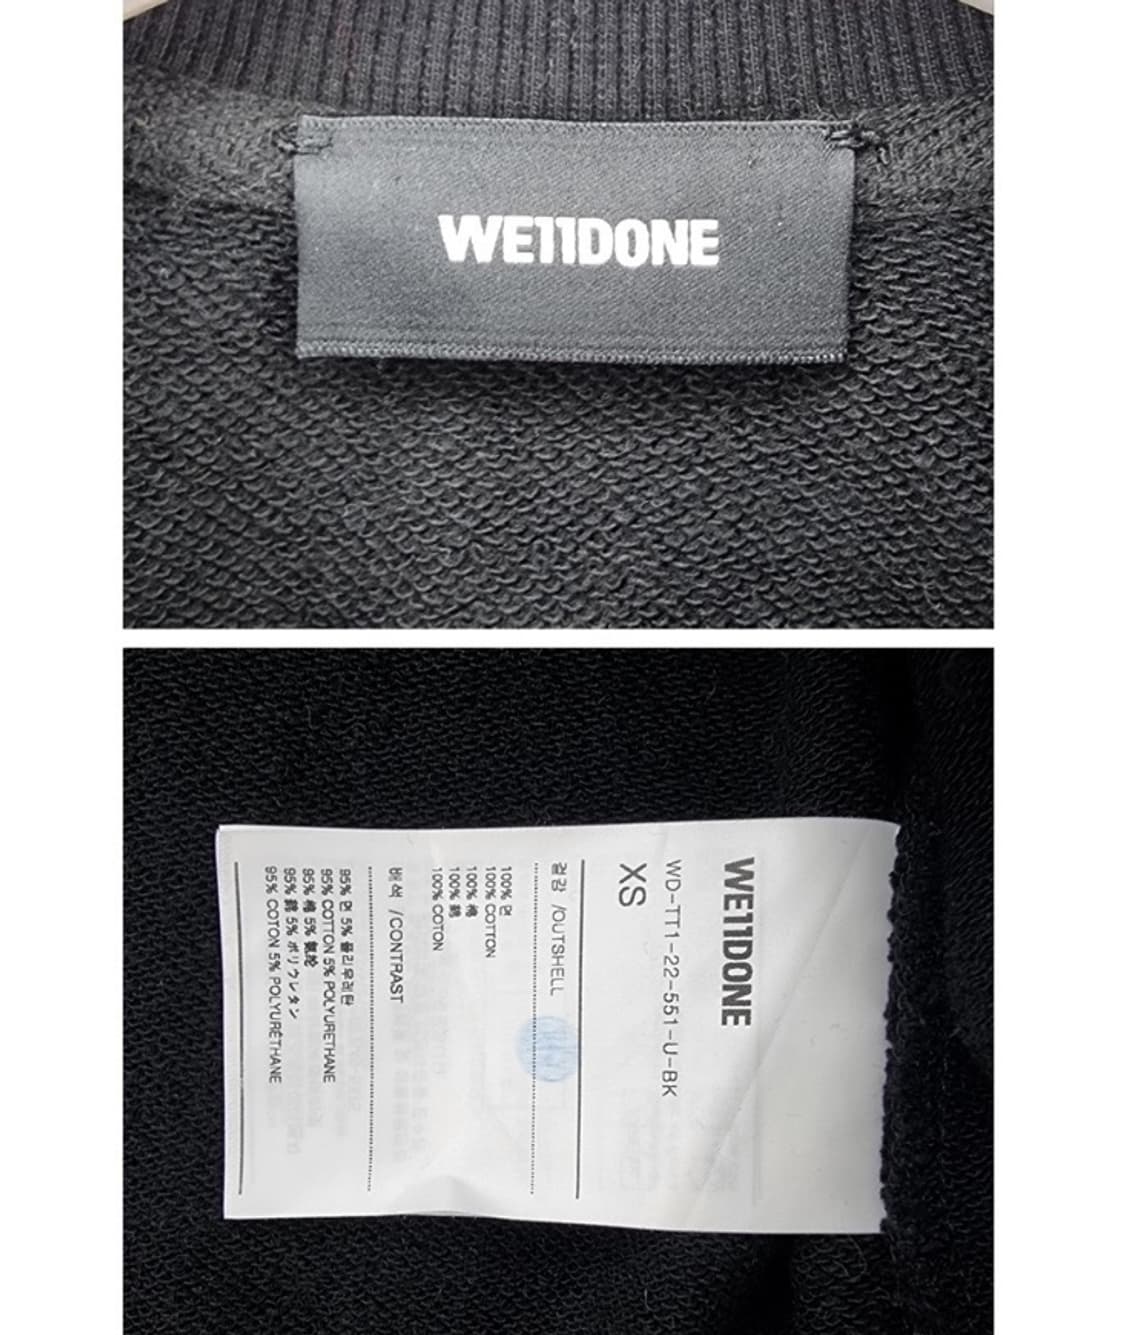 WE11DONE
WE11DONE
WD-TT1-22-551-U-BK
XS
겉감 /OUTSHELL
100% 면
100% COTTON
100% 棉
100% 綿
100% COTON
배색 /CONTRAST
95% 면 5% 폴리우레탄
95% COTTON 5% POLYURETHANE
95% 棉 5% 氨纶
95% 綿 5% ポリウレタン
95% COTON 5% POLYURÉTHANE